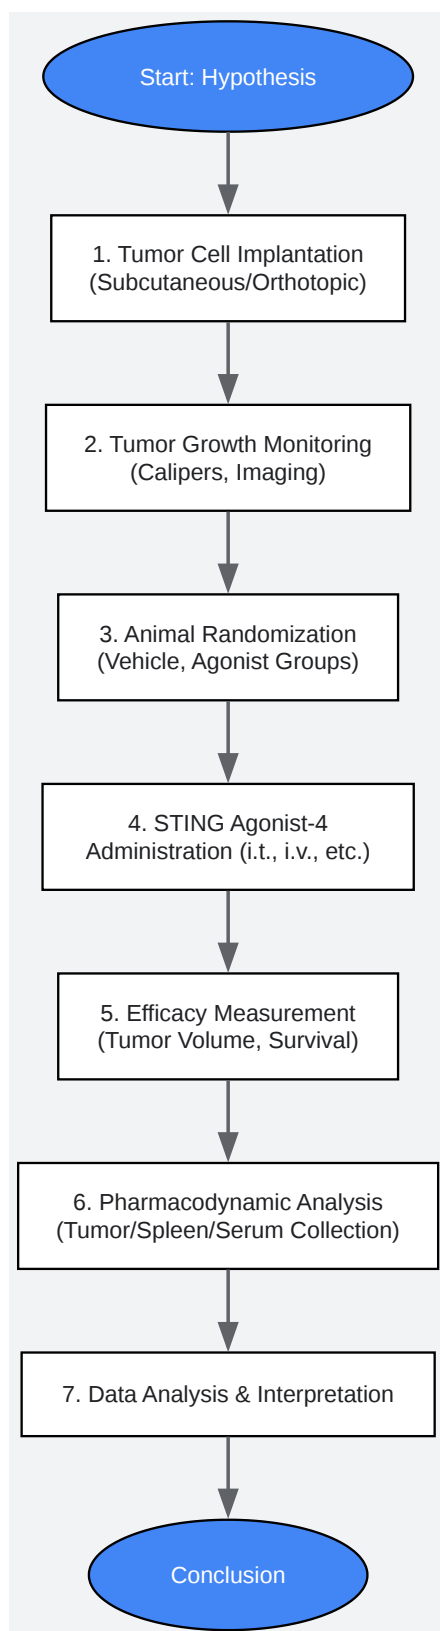 Start: Hypothesis
1. Tumor Cell Implantation
(Subcutaneous/Orthotopic)
2. Tumor Growth Monitoring
(Calipers, Imaging)
3. Animal Randomization
(Vehicle, Agonist Groups)
4. STING Agonist-4
Administration (i.t., i.v., etc.)
5. Efficacy Measurement
(Tumor Volume, Survival)
6. Pharmacodynamic Analysis
(Tumor/Spleen/Serum Collection)
7. Data Analysis & Interpretation
Conclusion